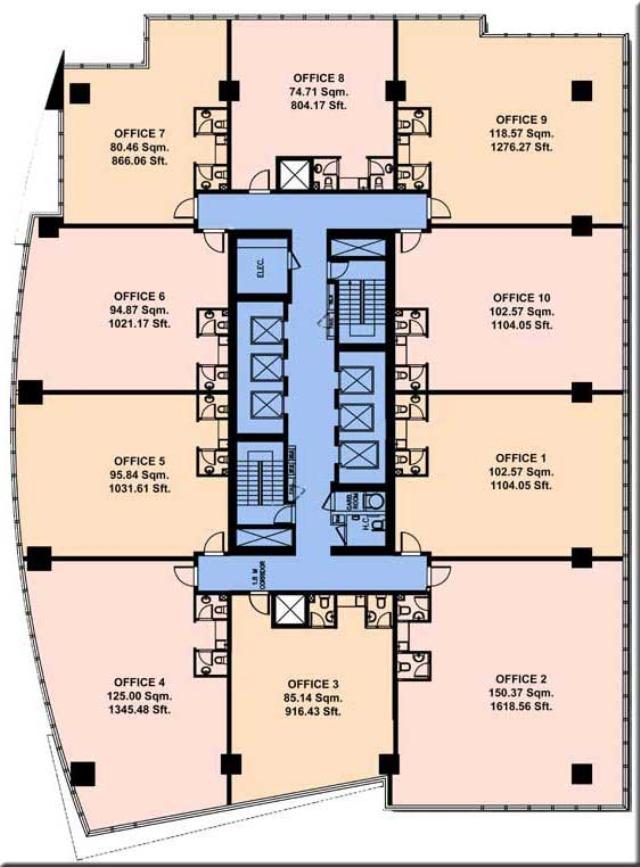 OFFICE 8
74.71 Sqm.
804.17 Sft.
OFFICE 7
80.46 Sqm.
866.06 Sft.
OFFICE 9
118.57 Sqm.
1276.27 Sft.
ELEC.
OFFICE 6
94.87 Sqm.
1021.17 Sft.
OFFICE 10
102.57 Sqm.
1104.05 Sft.
OFFICE 5
95.84 Sqm.
1031.61 Sft.
OFFICE 1
102.57 Sqm.
1104.05 Sft.
GARB.
ROOM
H.C.
1.8 M
CORRIDOR
OFFICE 4
125.00 Sqm.
1345.48 Sft.
OFFICE 3
85.14 Sqm.
916.43 Sft.
OFFICE 2
150.37 Sqm.
1618.56 Sft.